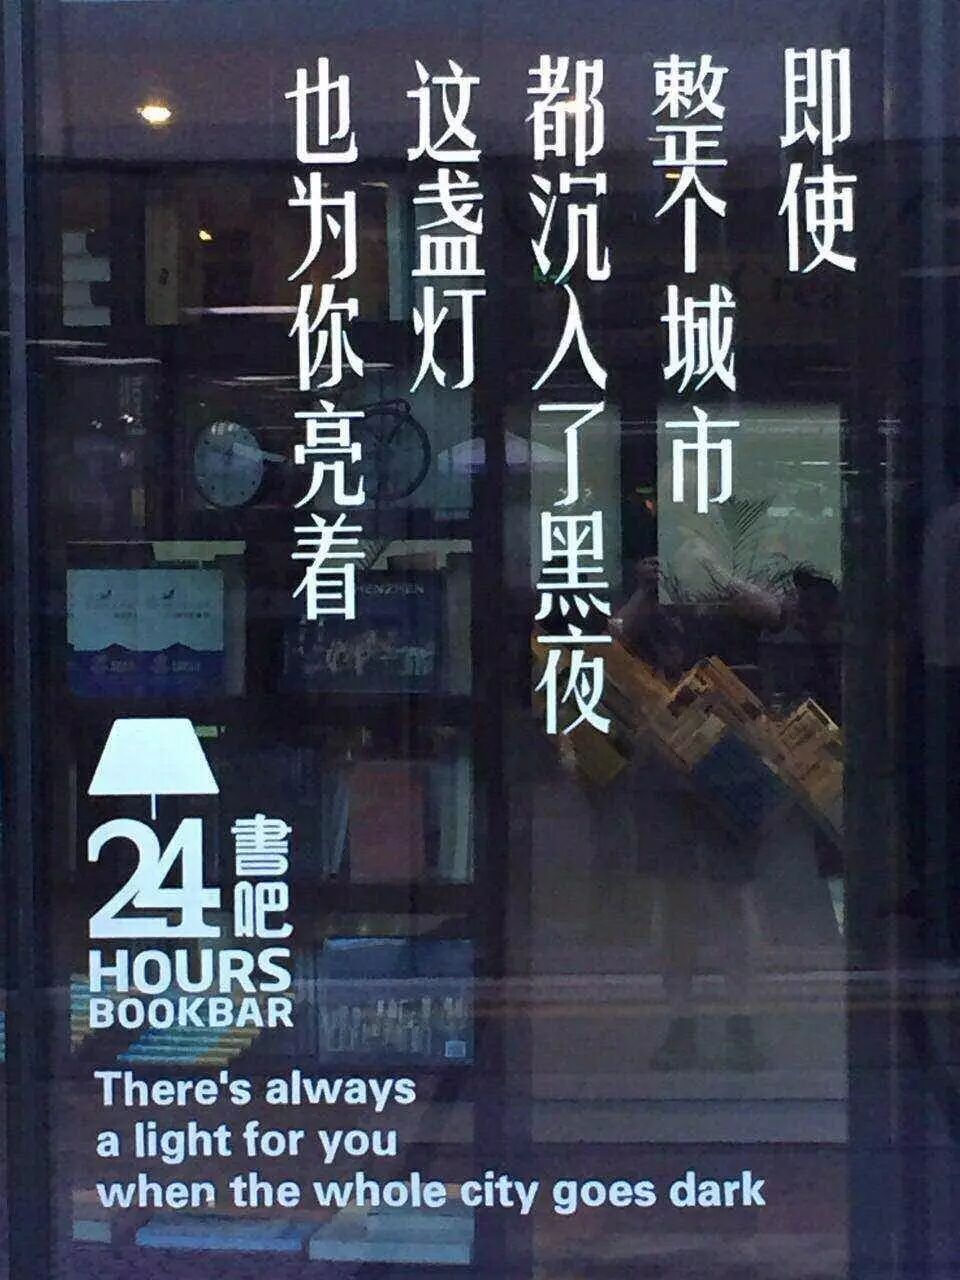 即使
整个城市
都沉入了黑夜
这盏灯
也为你亮着
SHENZHEN
24
書吧
HOURS
BOOKBAR
There's always
a light for you
when the whole city goes dark